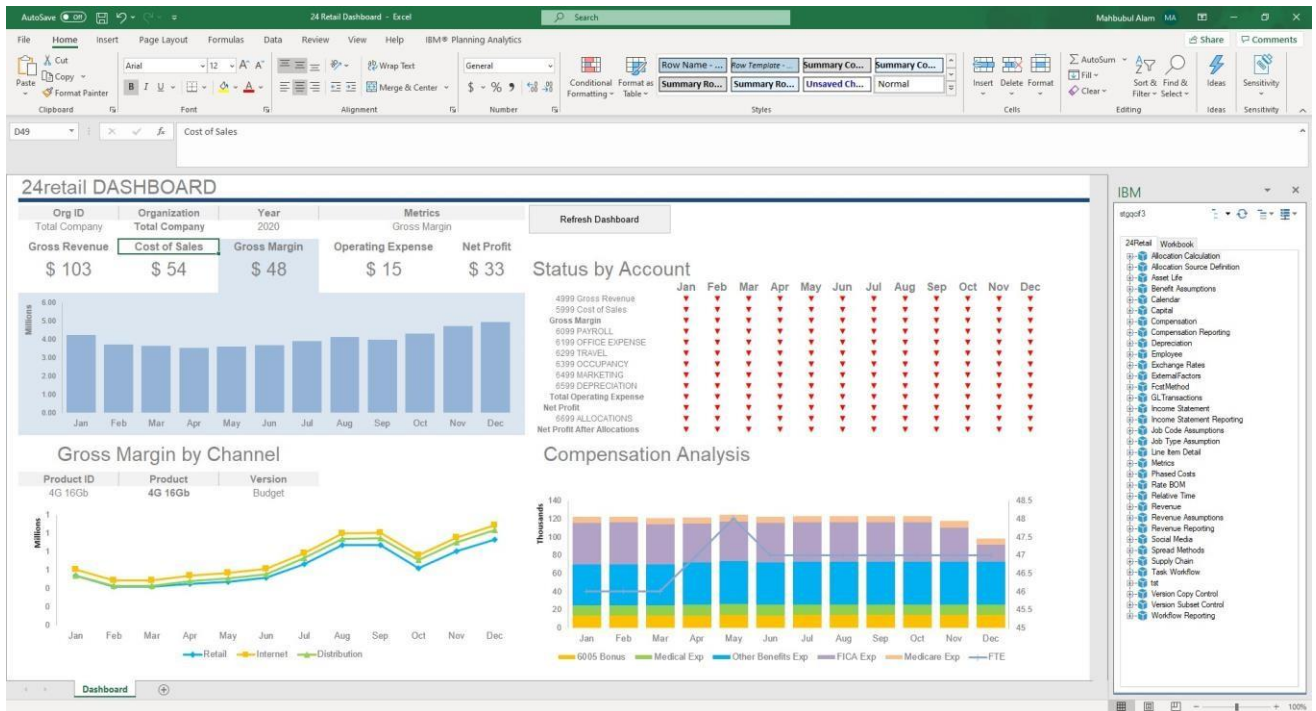 AutoSave Off 24 Retail Dashboard - Excel Search Mahbubul Alam MA
File Home Insert Page Layout Formulas Data Review View Help IBM® Planning Analytics Share Comments
Paste Cut Copy Format Painter
Arial 12 A^ A˅
B I U A
Wrap Text
Merge & Center
General
$ % 9
Conditional Formatting Format as Table
Row Name - ... Row Template - ... Summary Co... Summary Co...
Summary Ro... Summary Ro... Unsaved Ch... Normal
Insert Delete Format
AutoSum Fill Clear
Sort & Filter Find & Select
Ideas Sensitivity
Clipboard Font Alignment Number Styles Cells Editing Ideas Sensitivity
D49 fx Cost of Sales
24retail DASHBOARD
Org ID Organization Year Metrics
Total Company Total Company 2020 Gross Margin
Refresh Dashboard
Gross Revenue Cost of Sales Gross Margin Operating Expense Net Profit
$ 103 $ 54 $ 48 $ 15 $ 33
Millions
6.00
5.00
4.00
3.00
2.00
1.00
0.00
Jan Feb Mar Apr May Jun Jul Aug Sep Oct Nov Dec
Status by Account
Jan Feb Mar Apr May Jun Jul Aug Sep Oct Nov Dec
4999 Gross Revenue
5999 Cost of Sales
Gross Margin
6099 PAYROLL
6199 OFFICE EXPENSE
6299 TRAVEL
6399 OCCUPANCY
6499 MARKETING
6599 DEPRECIATION
Total Operating Expense
Net Profit
6699 ALLOCATIONS
Net Profit After Allocations
Gross Margin by Channel
Product ID Product Version
4G 16Gb 4G 16Gb Budget
Millions
1
1
1
1
0
0
0
Jan Feb Mar Apr May Jun Jul Aug Sep Oct Nov Dec
Retail Internet Distribution
Compensation Analysis
Thousands
140
120
100
80
60
40
20
0
48.5
48
47.5
47
46.5
46
45.5
45
Jan Feb Mar Apr May Jun Jul Aug Sep Oct Nov Dec
6005 Bonus Medical Exp Other Benefits Exp FICA Exp Medicare Exp FTE
IBM
24Retail Workbook
Allocation Calculation
Allocation Source Definition
Asset Life
Benefit Assumptions
Calendar
Capital
Compensation
Compensation Reporting
Depreciation
Employee
Exchange Rates
ExternalFactors
FcstMethod
GLTransactions
Income Statement
Income Statement Reporting
Job Code Assumptions
Job Type Assumption
Line Item Detail
Metrics
Phased Costs
Rate BOM
Relative Time
Revenue
Revenue Assumptions
Revenue Reporting
Social Media
Spread Methods
Supply Chain
Task Workflow
Version Copy Control
Version Subset Control
Workflow Reporting
Dashboard
100%